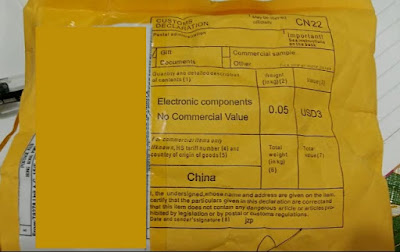 CUSTOMS
DECLARATION
CN22
Postal administration
Important!
Gift
Commercial sample
Documents
Other
Quantity and detailed description
of contents (1)
Weight
(in kg)(2)
Value(3)
Electronic components
No Commercial Value
0.05
USD3
For commercial items only
If known, HS tariff number (4) and
country of origin of goods (5)
Total
weight
(in kg)
(6)
Total
value(7)
China
I, the undersigned, whose name and address are given on the item,
certify that the particulars given in this declaration are correct and
that this item does not contain any dangerous article or articles
prohibited by legislation or by postal or customs regulations.
Date and sender's signature (8)
jzp